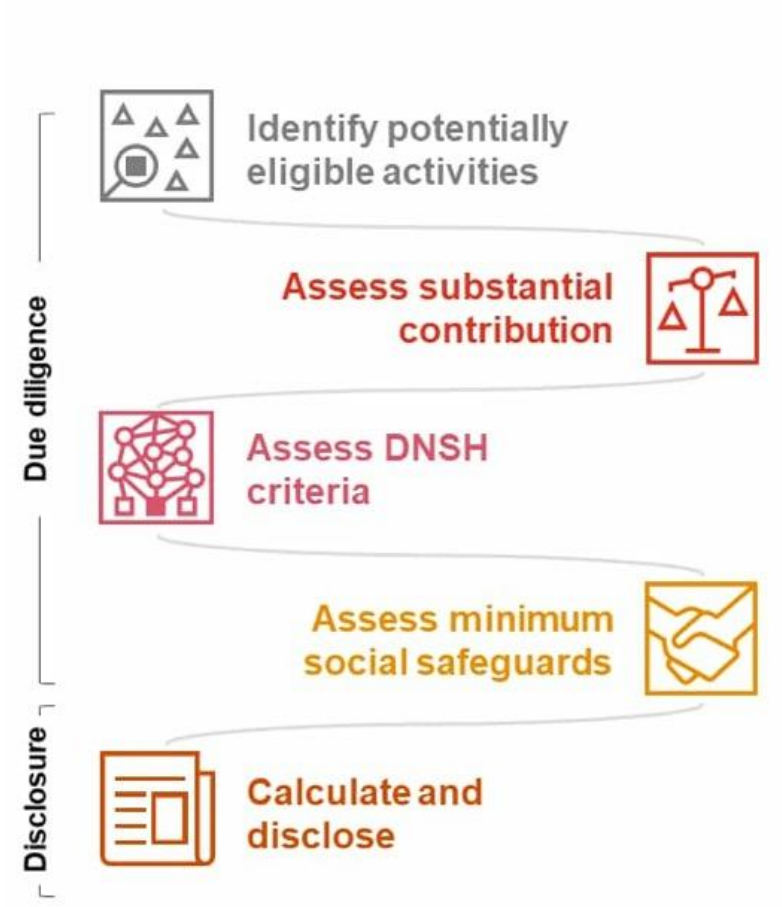 Identify potentially
eligible activities
Assess substantial
contribution
Due diligence
Assess DNSH
criteria
Assess minimum
social safeguards
Disclosure
Calculate and
disclose